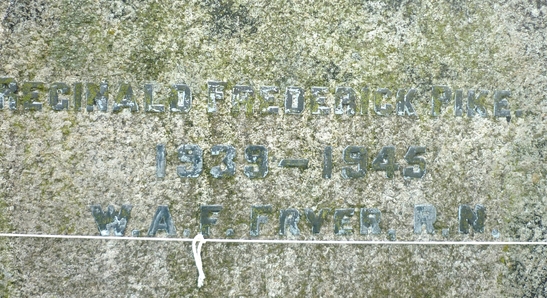 REGINALD FREDERICK PIKE.
1939-1945
W.A.F. FRYER. R.N.